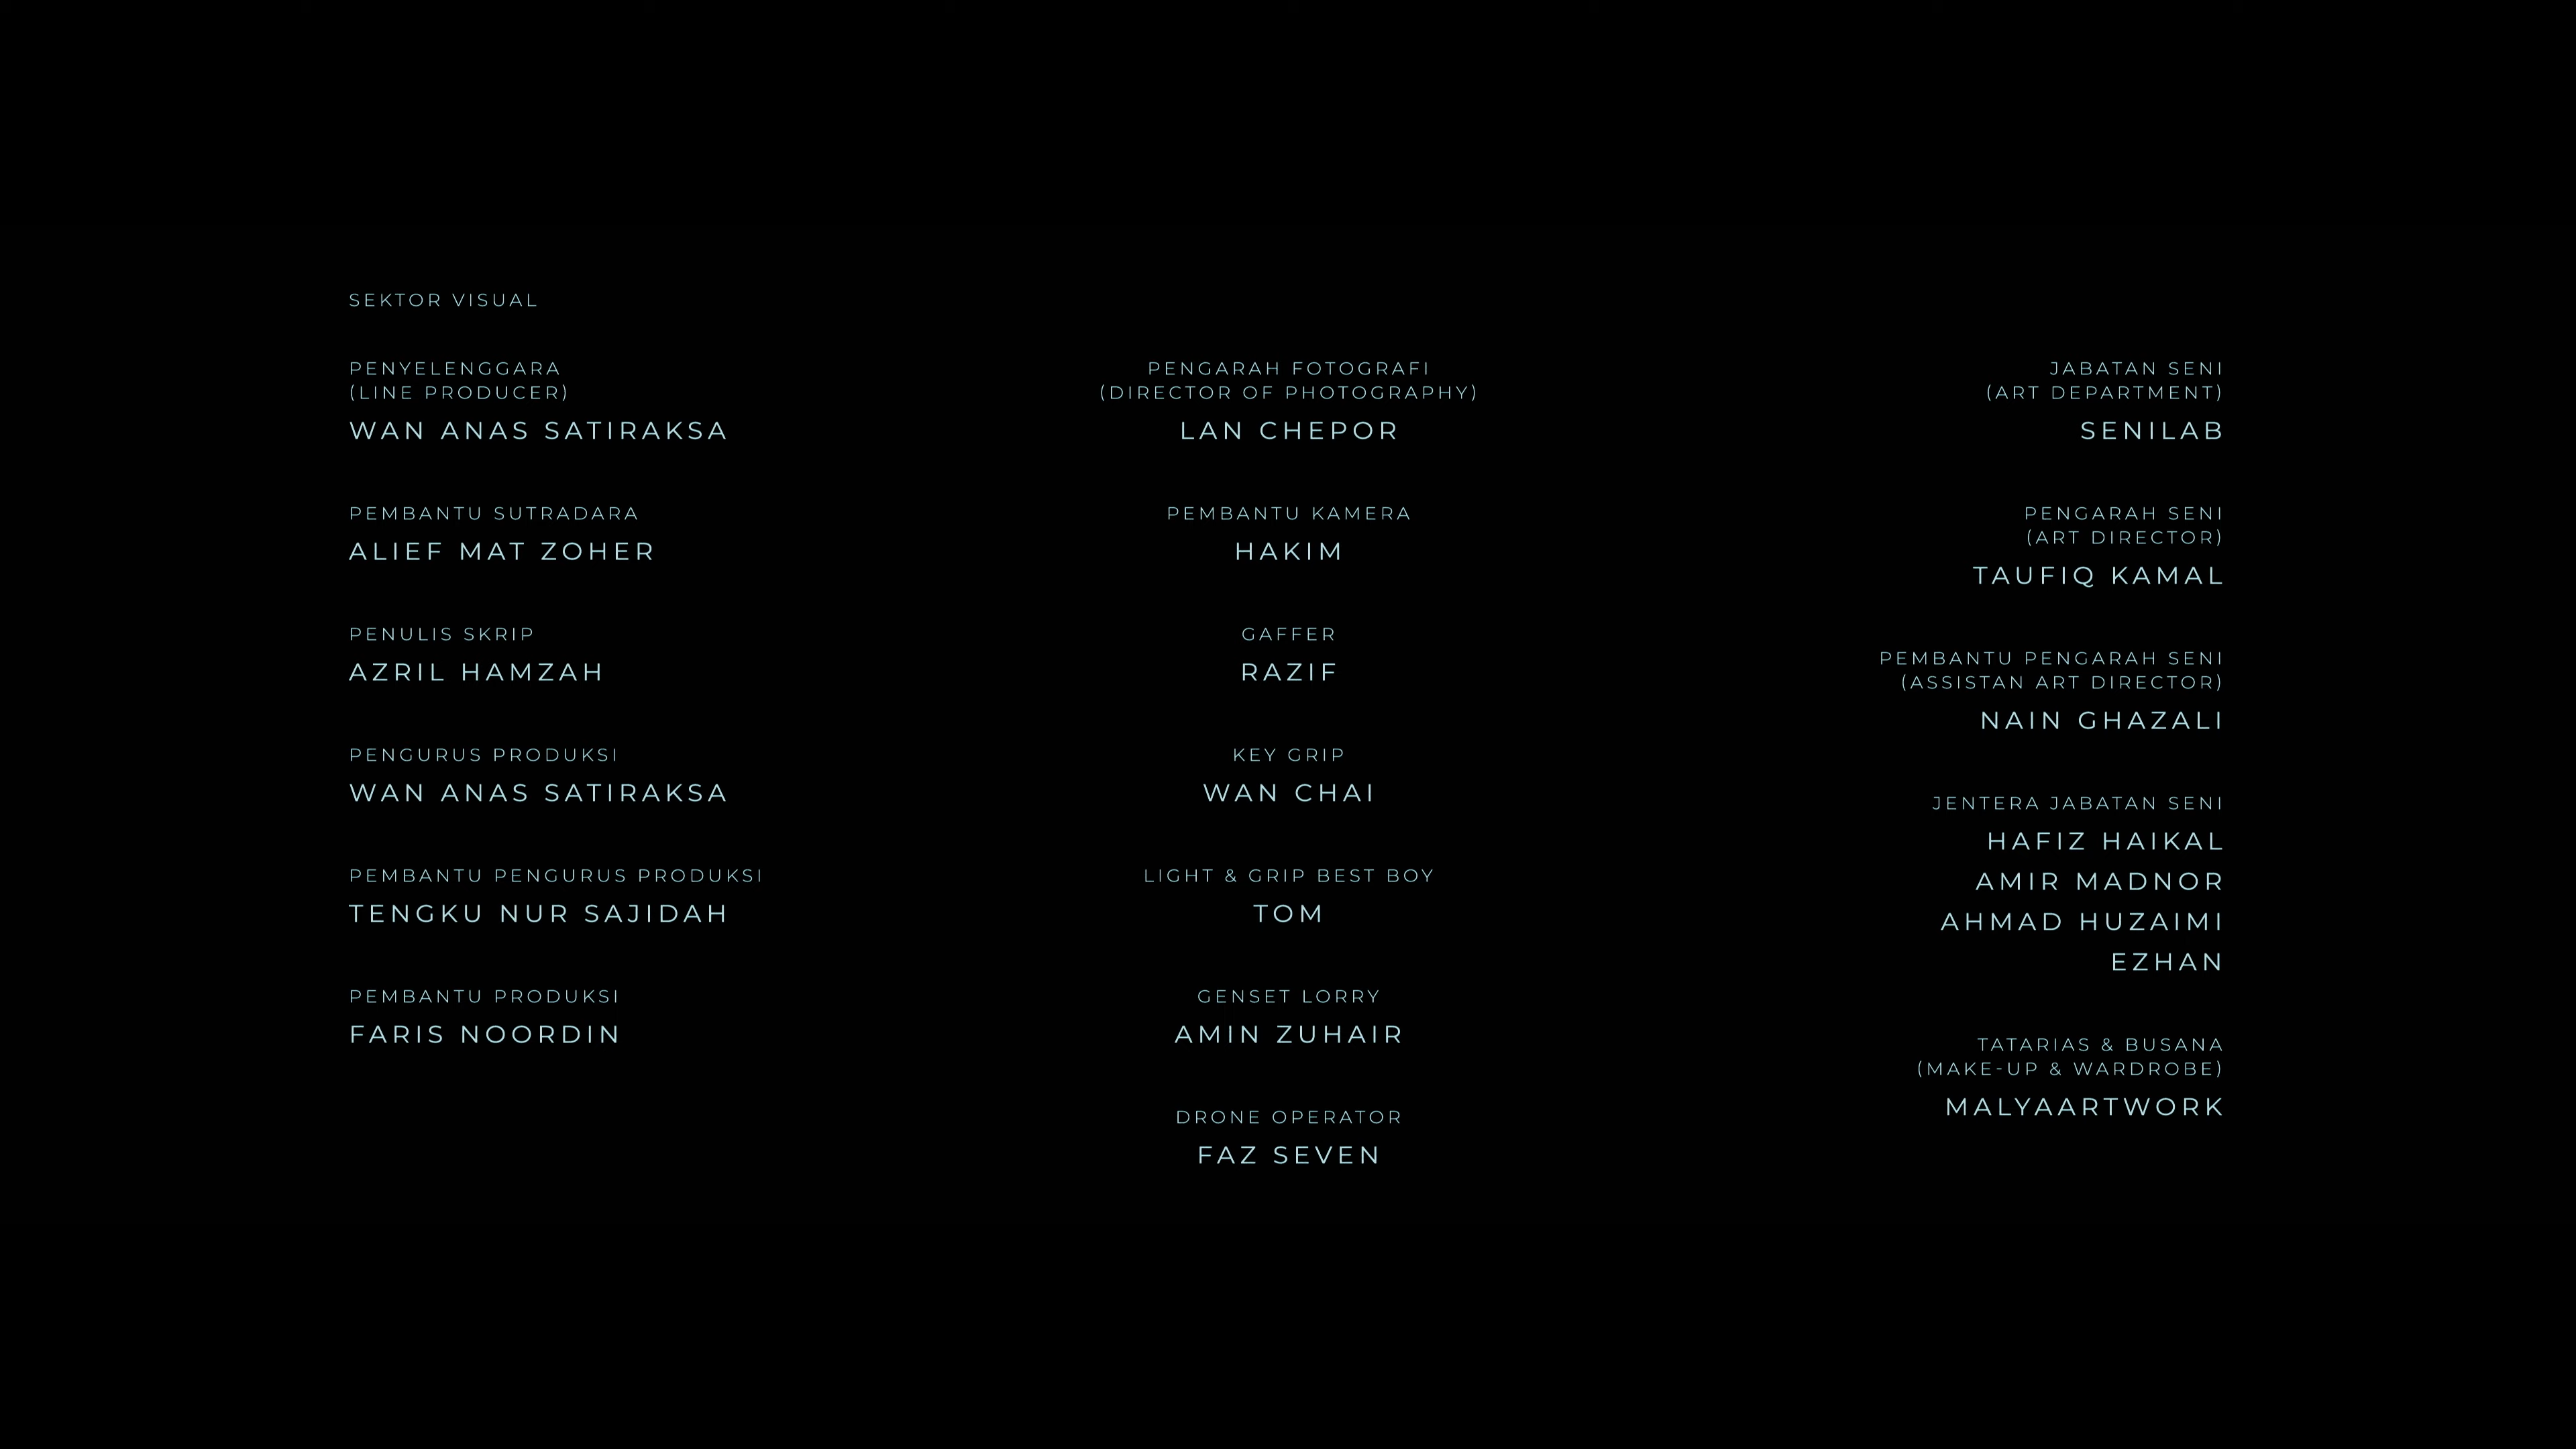 SEKTOR VISUAL
PENYELENGGARA
(LINE PRODUCER)
WAN ANAS SATIRAKSA
PEMBANTU SUTRADARA
ALIEF MAT ZOHER
PENULIS SKRIP
AZRIL HAMZAH
PENGURUS PRODUKSI
WAN ANAS SATIRAKSA
PEMBANTU PENGURUS PRODUKSI
TENGKU NUR SAJIDAH
PEMBANTU PRODUKSI
FARIS NOORDIN
PENGARAH FOTOGRAFI
(DIRECTOR OF PHOTOGRAPHY)
LAN CHEPOR
PEMBANTU KAMERA
HAKIM
GAFFER
RAZIF
KEY GRIP
WAN CHAI
LIGHT & GRIP BEST BOY
TOM
GENSET LORRY
AMIN ZUHAIR
DRONE OPERATOR
FAZ SEVEN
JABATAN SENI
(ART DEPARTMENT)
SENILAB
PENGARAH SENI
(ART DIRECTOR)
TAUFIQ KAMAL
PEMBANTU PENGARAH SENI
(ASSISTAN ART DIRECTOR)
NAIN GHAZALI
JENTERA JABATAN SENI
HAFIZ HAIKAL
AMIR MADNOR
AHMAD HUZAIMI
EZHAN
TATARIAS & BUSANA
(MAKE-UP & WARDROBE)
MALYAARTWORK